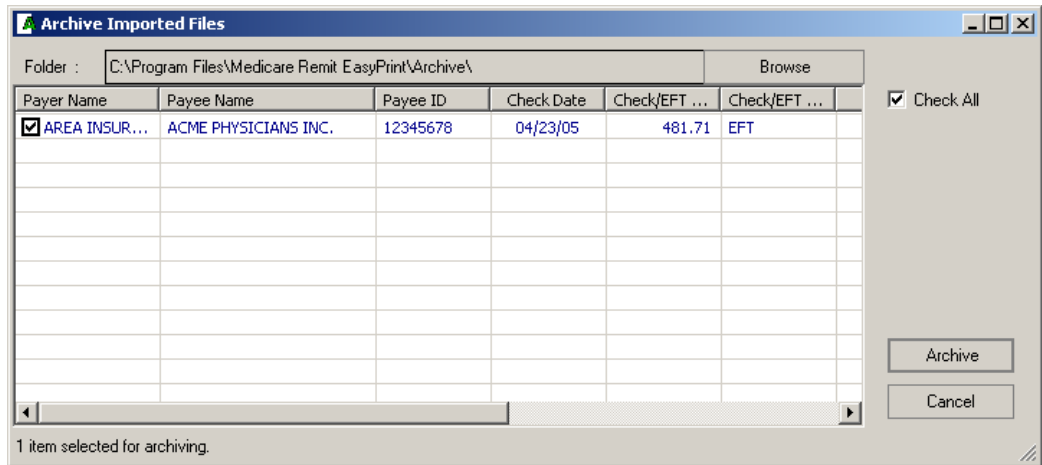 Archive Imported Files
Folder : C:\Program Files\Medicare Remit EasyPrint\Archive\ Browse
Payer Name Payee Name Payee ID Check Date Check/EFT ... Check/EFT ... Check All
AREA INSUR... ACME PHYSICIANS INC. 12345678 04/23/05 481.71 EFT
Archive
Cancel
1 item selected for archiving.